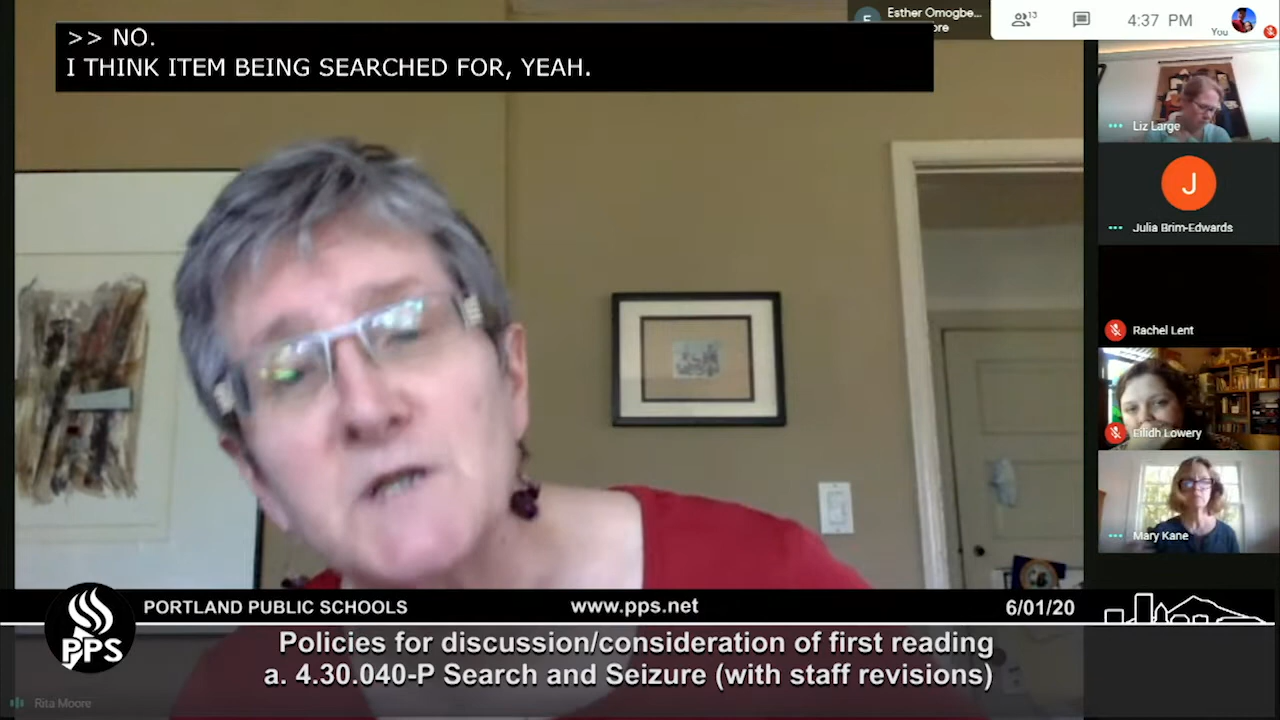 >> NO.
I THINK ITEM BEING SEARCHED FOR, YEAH.
Esther Omogbe...
13
4:37 PM
You
Liz Large
J
Julia Brim-Edwards
Rachel Lent
Eilidh Lowery
Mary Kane
PORTLAND PUBLIC SCHOOLS
www.pps.net
6/01/20
PPS
Policies for discussion/consideration of first reading
a. 4.30.040-P Search and Seizure (with staff revisions)
Rita Moore